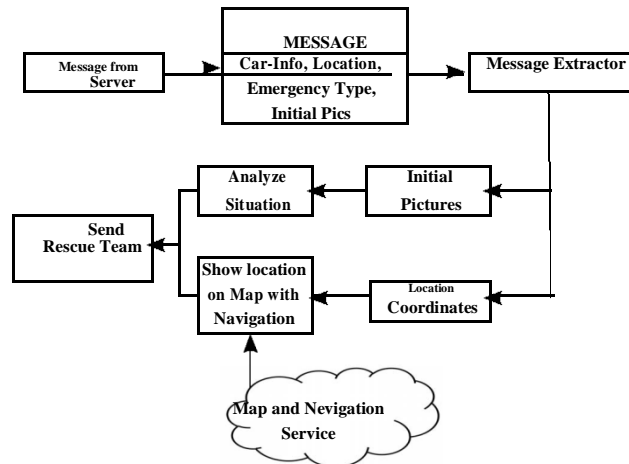 Message from
Server
MESSAGE
Car-Info, Location,
Emergency Type,
Initial Pics
Message Extractor
Analyze
Situation
Initial
Pictures
Send
Rescue Team
Show location
on Map with
Navigation
Location
Coordinates
Map and Nevigation
Service